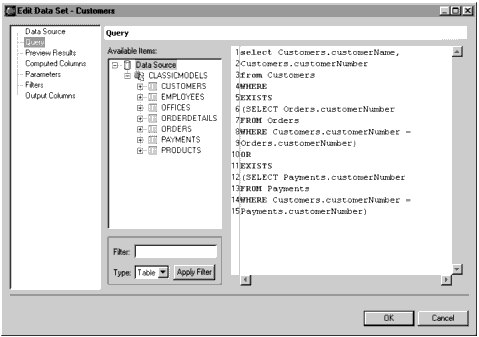 Edit Data Set - Customers
Data Source
Query
Preview Results
Computed Columns
Parameters
Filters
Output Columns
Query
Available Items:
Data Source
CLASSICMODELS
CUSTOMERS
EMPLOYEES
OFFICES
ORDERDETAILS
ORDERS
PAYMENTS
PRODUCTS
Filter:
Type: Table Apply Filter
1 select Customers.customerName,
2 Customers.customerNumber
3 from Customers
4 WHERE
5 EXISTS
6 (SELECT Orders.customerNumber
7 FROM Orders
8 WHERE Customers.customerNumber =
9 Orders.customerNumber)
10 OR
11 EXISTS
12 (SELECT Payments.customerNumber
13 FROM Payments
14 WHERE Customers.customerNumber =
15 Payments.customerNumber)
OK Cancel